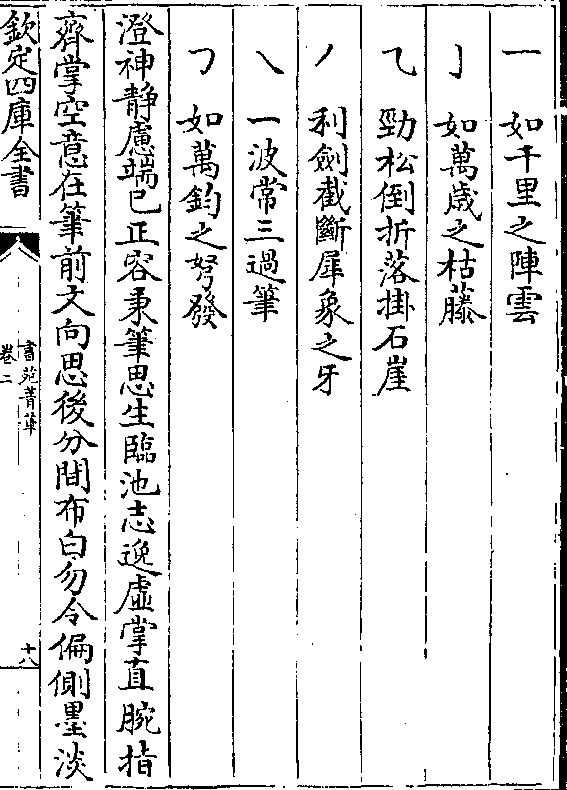 一 如千里之陣雲
亅 如萬歳之枯藤
乁 勁松倒折落掛石崖
丿 利劍截斷犀象之牙
㇏ 一波常三過筆
㇆ 如萬鈞之弩發
澄神靜慮端已正容秉筆思生臨池志逸虛掌直腕指
齊掌空意在筆前文向思後分間布白勿令偏側墨淡
欽定四庫全書
書苑菁華
卷二
十八